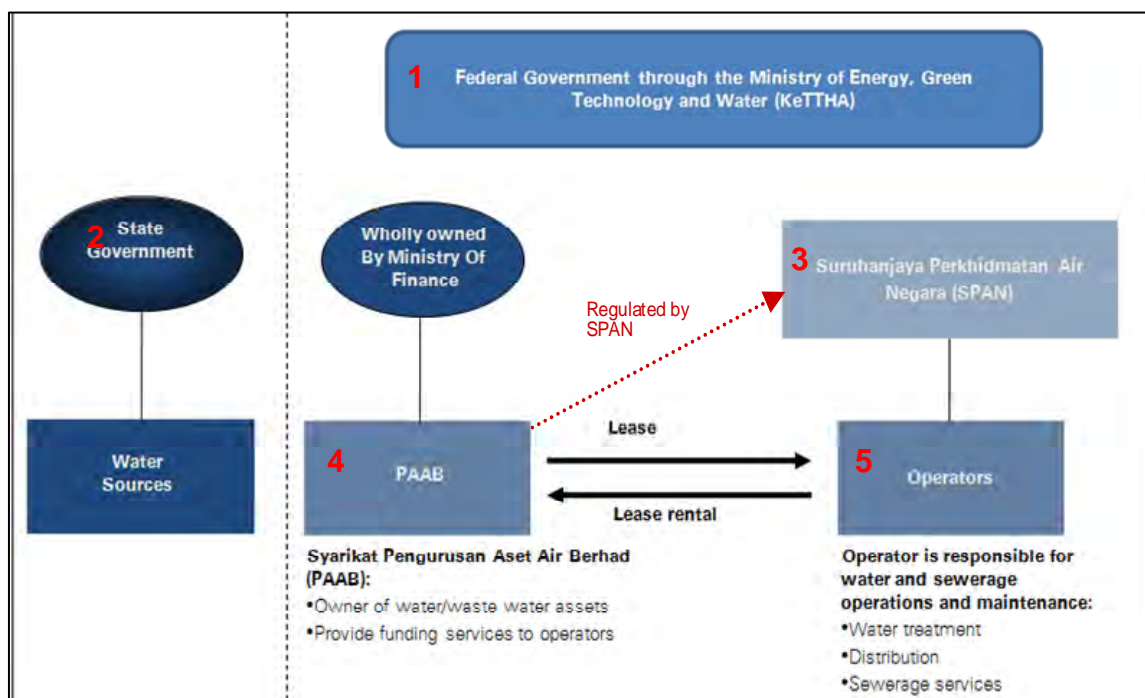 1
Federal Government through the Ministry of Energy, Green
Technology and Water (KeTTHA)
2
State
Government
Wholly owned
By Ministry Of
Finance
3
Suruhanjaya Perkhidmatan Air
Negara (SPAN)
Regulated by
SPAN
Water
Sources
4
PAAB
Lease
Lease rental
5
Operators
Syarikat Pengurusan Aset Air Berhad
(PAAB):
•Owner of water/waste water assets
•Provide funding services to operators
Operator is responsible for
water and sewerage
operations and maintenance:
•Water treatment
•Distribution
•Sewerage services